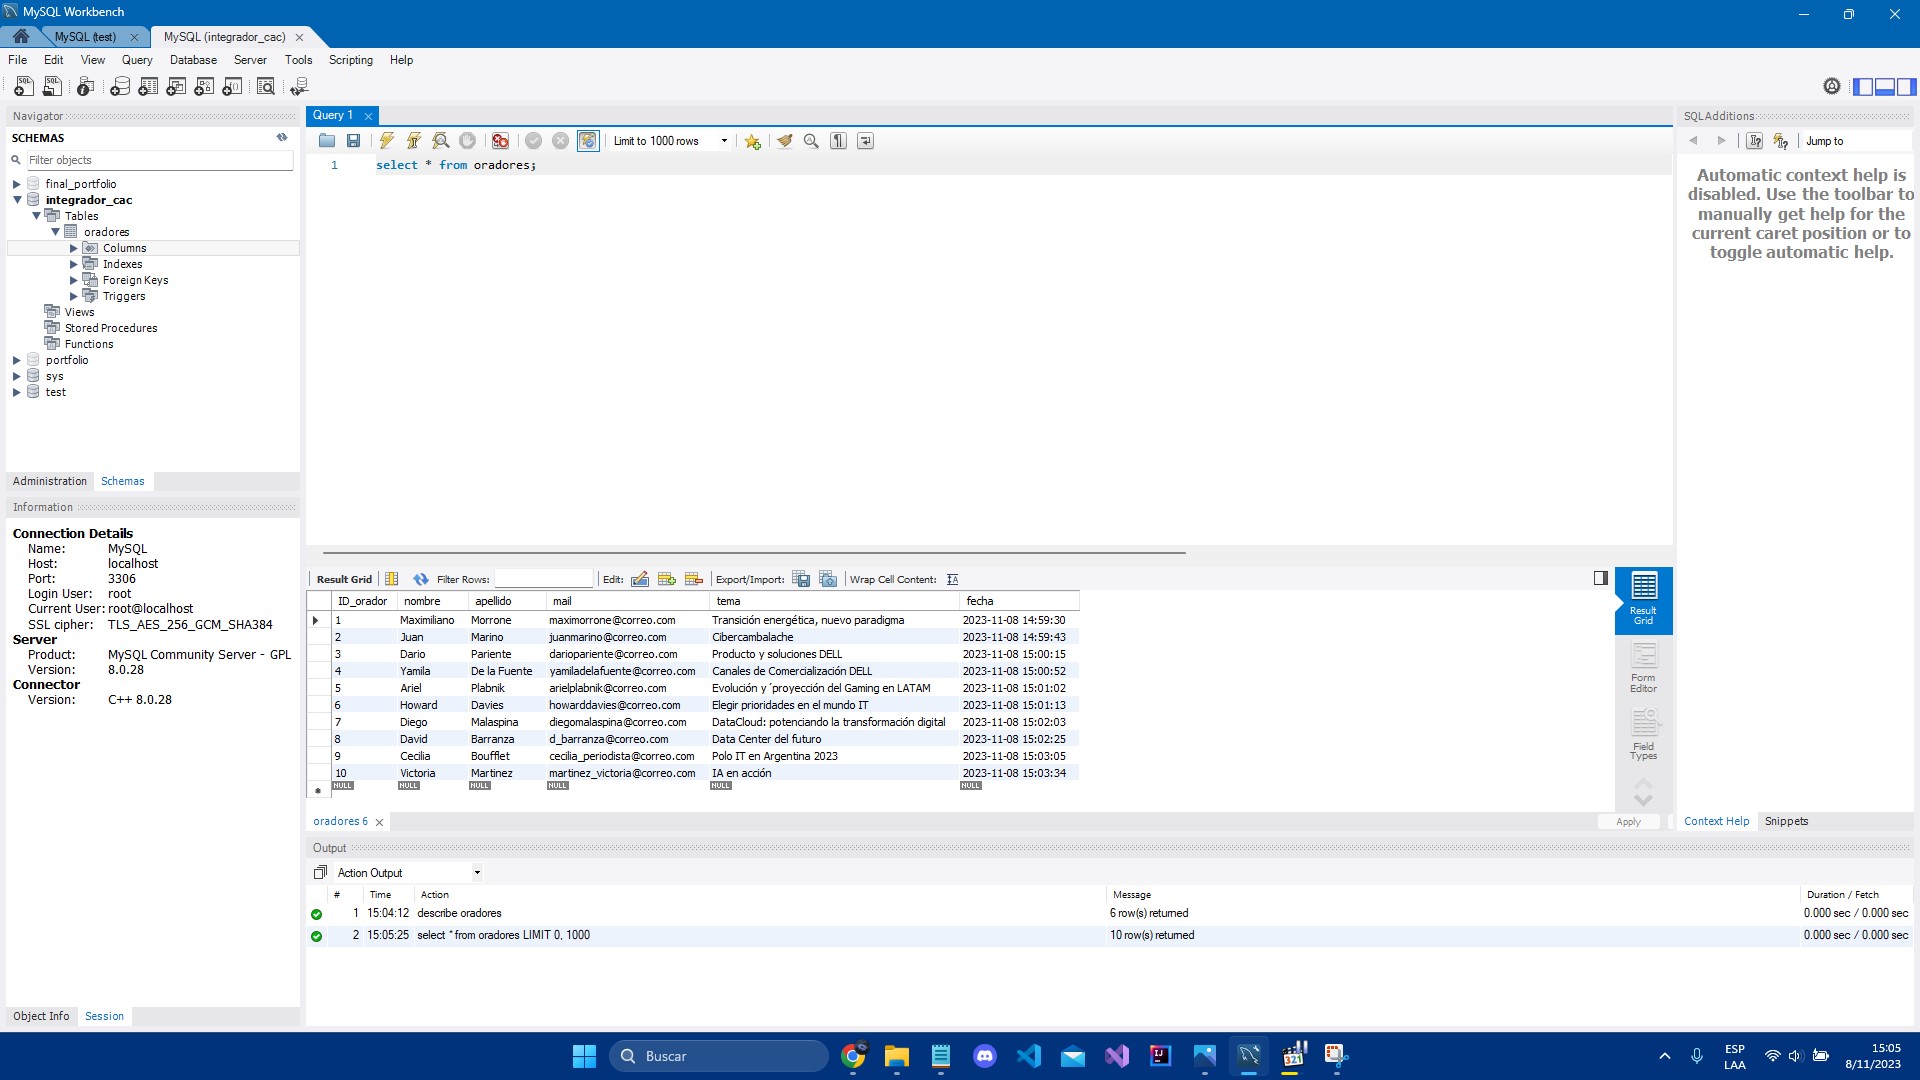 MySQL Workbench
MySQL (test)
MySQL (integrador_cac)
File Edit View Query Database Server Tools Scripting Help
Navigator
SCHEMAS
Filter objects
final_portfolio
integrador_cac
Tables
oradores
Columns
Indexes
Foreign Keys
Triggers
Views
Stored Procedures
Functions
portfolio
sys
test
Administration Schemas
Information
Connection Details
Name: MySQL
Host: localhost
Port: 3306
Login User: root
Current User: root@localhost
SSL cipher: TLS_AES_256_GCM_SHA384
Server
Product: MySQL Community Server - GPL
Version: 8.0.28
Connector
Version: C++ 8.0.28
Object Info Session
Query 1
Limit to 1000 rows
1 select * from oradores;
Result Grid Filter Rows: Edit: Export/Import: Wrap Cell Content:
ID_orador nombre apellido mail tema fecha
1 Maximiliano Morrone maximorrone@correo.com Transición energética, nuevo paradigma 2023-11-08 14:59:30
2 Juan Marino juanmarino@correo.com Cibercambalache 2023-11-08 14:59:43
3 Dario Pariente dariopariente@correo.com Producto y soluciones DELL 2023-11-08 15:00:15
4 Yamila De la Fuente yamiladelafuente@correo.com Canales de Comercialización DELL 2023-11-08 15:00:52
5 Ariel Plabnik arielplabnik@correo.com Evolución y ´proyección del Gaming en LATAM 2023-11-08 15:01:02
6 Howard Davies howarddavies@correo.com Elegir prioridades en el mundo IT 2023-11-08 15:01:13
7 Diego Malaspina diegomalaspina@correo.com DataCloud: potenciando la transformación digital 2023-11-08 15:02:03
8 David Barranza d_barranza@correo.com Data Center del futuro 2023-11-08 15:02:25
9 Cecilia Boufflet cecilia_periodista@correo.com Polo IT en Argentina 2023 2023-11-08 15:03:05
10 Victoria Martinez martinez_victoria@correo.com IA en acción 2023-11-08 15:03:34
NULL NULL NULL NULL NULL NULL
Result
Grid
Form
Editor
Field
Types
oradores 6
Apply
Output
Action Output
# Time Action Message Duration / Fetch
1 15:04:12 describe oradores 6 row(s) returned 0.000 sec / 0.000 sec
2 15:05:25 select * from oradores LIMIT 0, 1000 10 row(s) returned 0.000 sec / 0.000 sec
SQLAdditions
Jump to
Automatic context help is
disabled. Use the toolbar to
manually get help for the
current caret position or to
toggle automatic help.
Context Help Snippets
Buscar
ESP
LAA
15:05
8/11/2023